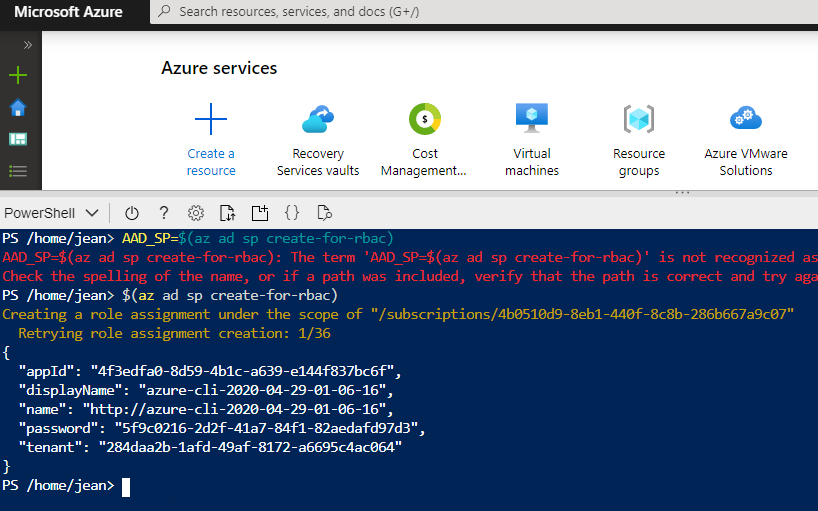 Microsoft Azure
Search resources, services, and docs (G+/)
Azure services
Create a resource
Recovery Services vaults
Cost Management...
Virtual machines
Resource groups
Azure VMware Solutions
PowerShell
PS /home/jean> AAD_SP=$(az ad sp create-for-rbac)
AAD_SP=$(az ad sp create-for-rbac): The term 'AAD_SP=$(az ad sp create-for-rbac)' is not recognized as
Check the spelling of the name, or if a path was included, verify that the path is correct and try aga
PS /home/jean> $(az ad sp create-for-rbac)
Creating a role assignment under the scope of "/subscriptions/4b0510d9-8eb1-440f-8c8b-286b667a9c07"
  Retrying role assignment creation: 1/36
{
  "appId": "4f3edfa0-8d59-4b1c-a639-e144f837bc6f",
  "displayName": "azure-cli-2020-04-29-01-06-16",
  "name": "http://azure-cli-2020-04-29-01-06-16",
  "password": "5f9c0216-2d2f-41a7-84f1-82aedafd97d3",
  "tenant": "284daa2b-1afd-49af-8172-a6695c4ac064"
}
PS /home/jean>